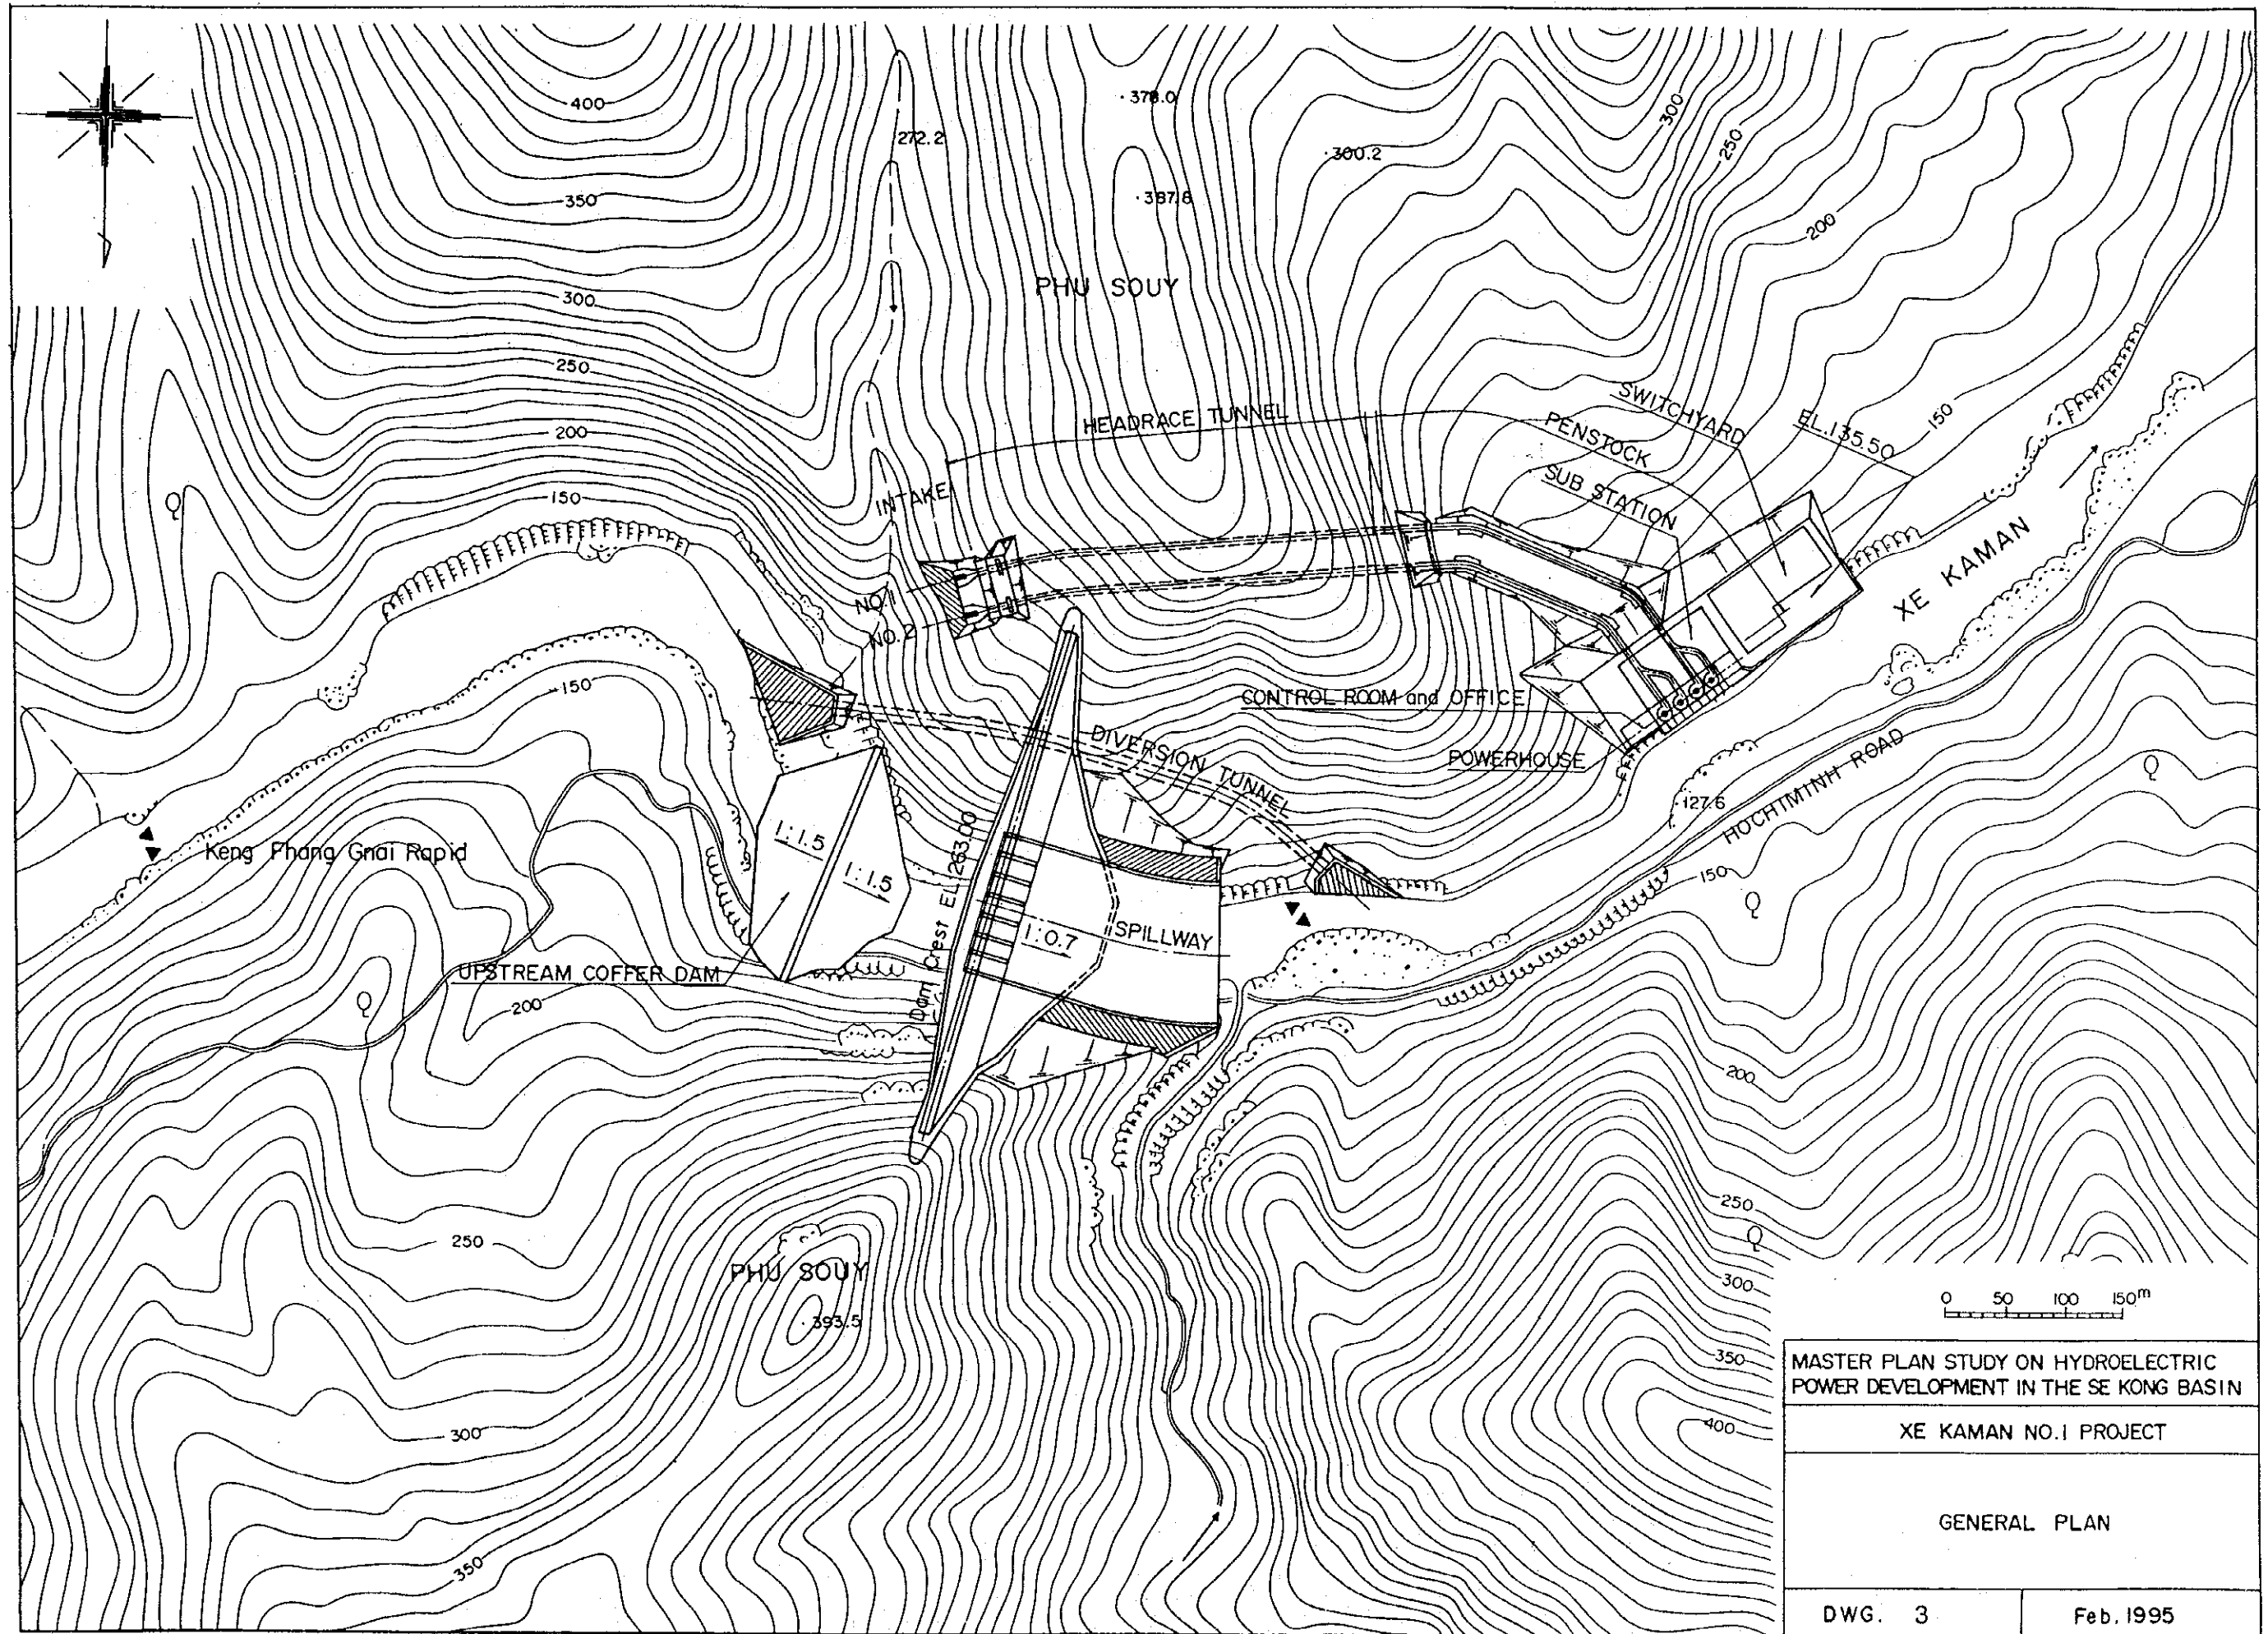 400
378.0
272.2
300.2
300
250
387.8
350
200
PHU SOUY
300
250
SWITCHYARD
EL.135.50
150
HEADRACE TUNNEL
PENSTOCK
200
SUB STATION
INTAKE
150
XE KAMAN
NO.1
NO.2
150
CONTROL ROOM and OFFICE
DIVERSION TUNNEL
POWERHOUSE
127.6
HOCHIMINH ROAD
Keng Fhang Gnai Rapid
1:1.5
1:1.5
Dam Crest EL.263.00
150
1:0.7
SPILLWAY
UPSTREAM COFFER DAM
200
200
250
250
PHU SOUY
393.5
300
0 50 100 150m
350
400
300
350
MASTER PLAN STUDY ON HYDROELECTRIC
POWER DEVELOPMENT IN THE SE KONG BASIN
XE KAMAN NO.1 PROJECT
GENERAL PLAN
DWG. 3
Feb. 1995